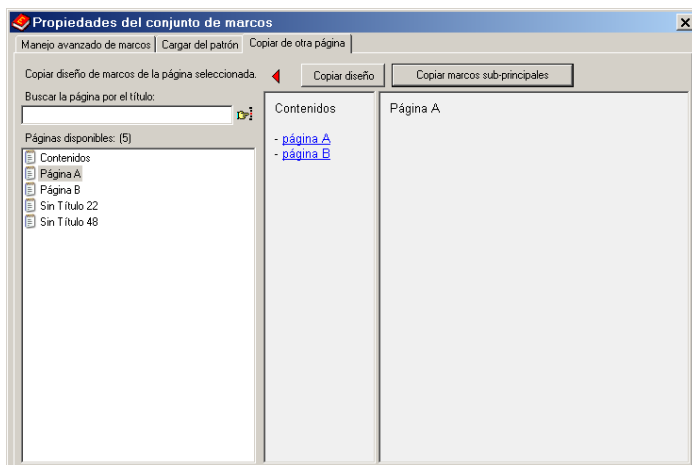 Propiedades del conjunto de marcos
Manejo avanzado de marcos Cargar del patrón Copiar de otra página
Copiar diseño de marcos de la página seleccionada. Copiar diseño Copiar marcos sub-principales
Buscar la página por el título:
Páginas disponibles: (5)
Contenidos
Página A
Página B
Sin Título 22
Sin Título 48
Contenidos
- página A
- página B
Página A